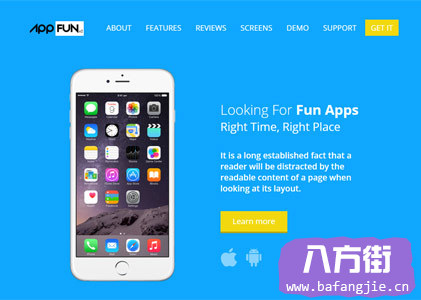 App FUN
ABOUT
FEATURES
REVIEWS
SCREENS
DEMO
SUPPORT
GET IT
Looking For Fun Apps
Right Time, Right Place
It is a long established fact that a
reader will be distracted by the
readable content of a page when
looking at its layout.
Learn more
八方街
www.bafangjie.cn